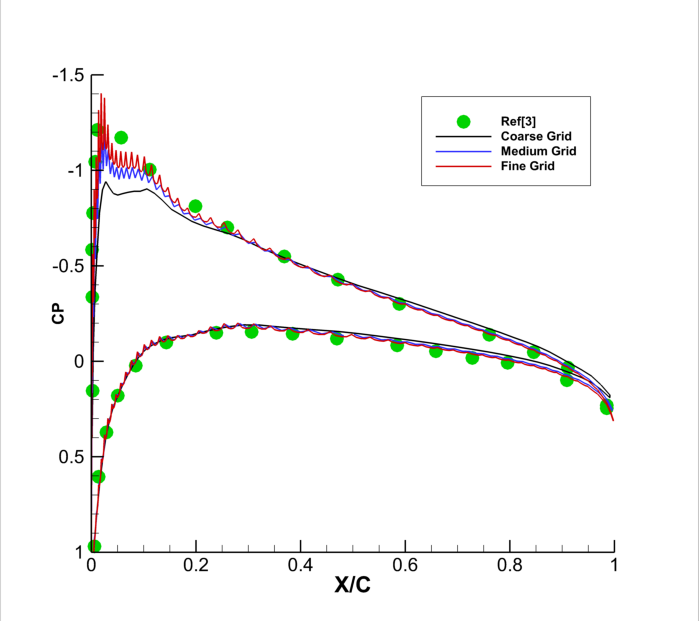 -1.5
Ref[3]
Coarse Grid
Medium Grid
Fine Grid
-1
-0.5
CP
0
0.5
1
0 0.2 0.4 0.6 0.8 1
X/C